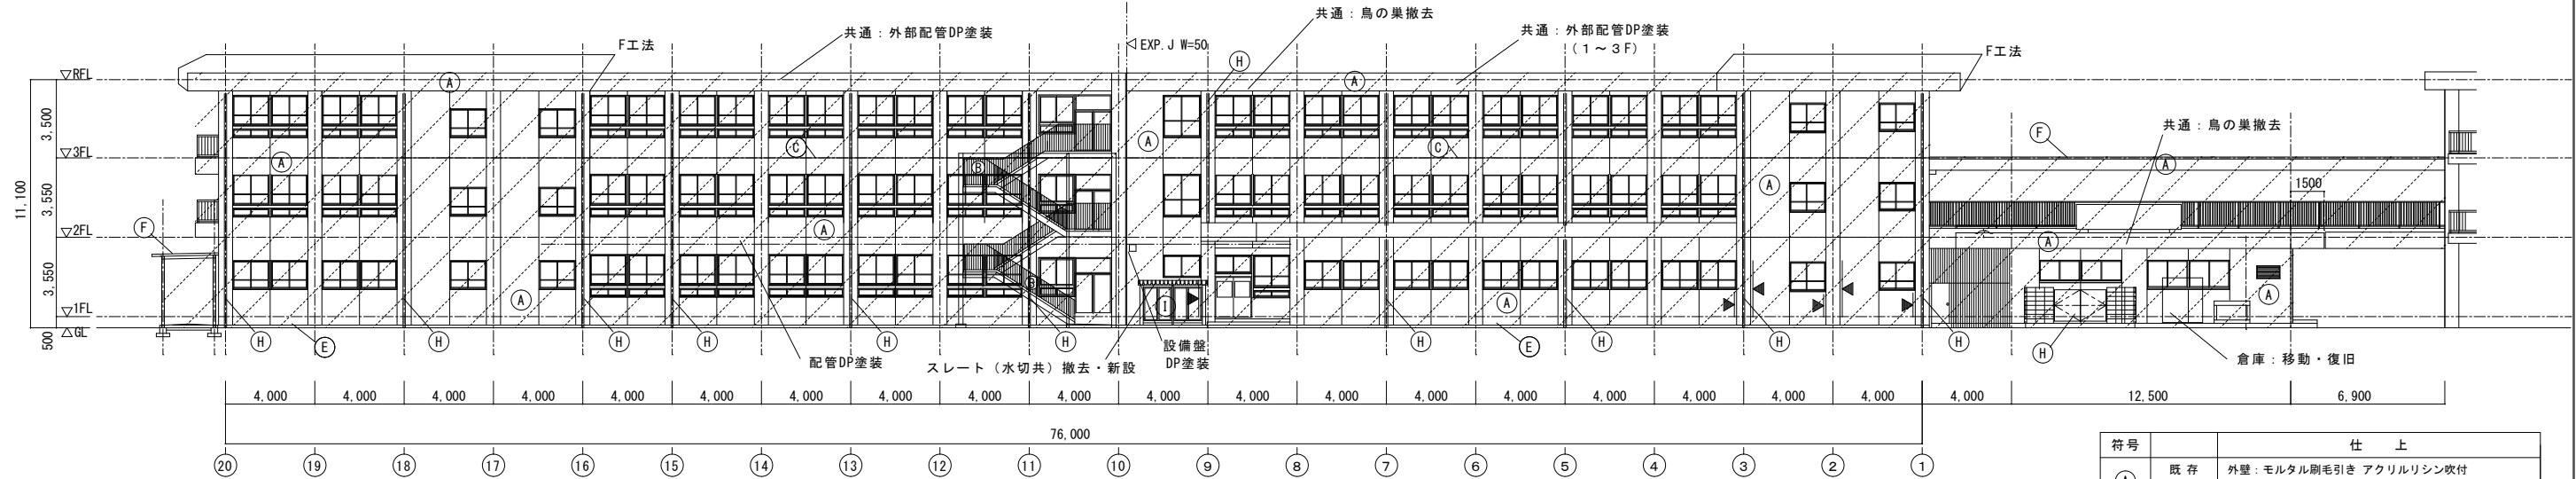 共通：鳥の巣撤去
共通：外部配管DP塗装
（１～３F）
F工法
共通：外部配管DP塗装
EXP.J W=50
F工法
H
A
A
RFL
3,500
3FL
3,550
2FL
3,550
1FL
500
GL
11,100
A
C
A
C
F
A
共通：鳥の巣撤去
B
A
1500
F
A
A
A
I
B
A
A
H
E
H
H
H
H
H
H
E
H
H
H
H
配管DP塗装
スレート（水切共）撤去・新設
設備盤
DP塗装
倉庫：移動・復旧
4,000 4,000 4,000 4,000 4,000 4,000 4,000 4,000 4,000 4,000 4,000 4,000 4,000 4,000 4,000 4,000 4,000 4,000 4,000 4,000 12,500 6,900
76,000
20 19 18 17 16 15 14 13 12 11 10 9 8 7 6 5 4 3 2 1
符号 仕 上
A 既 存 外壁：モルタル刷毛引き アクリルリシン吹付